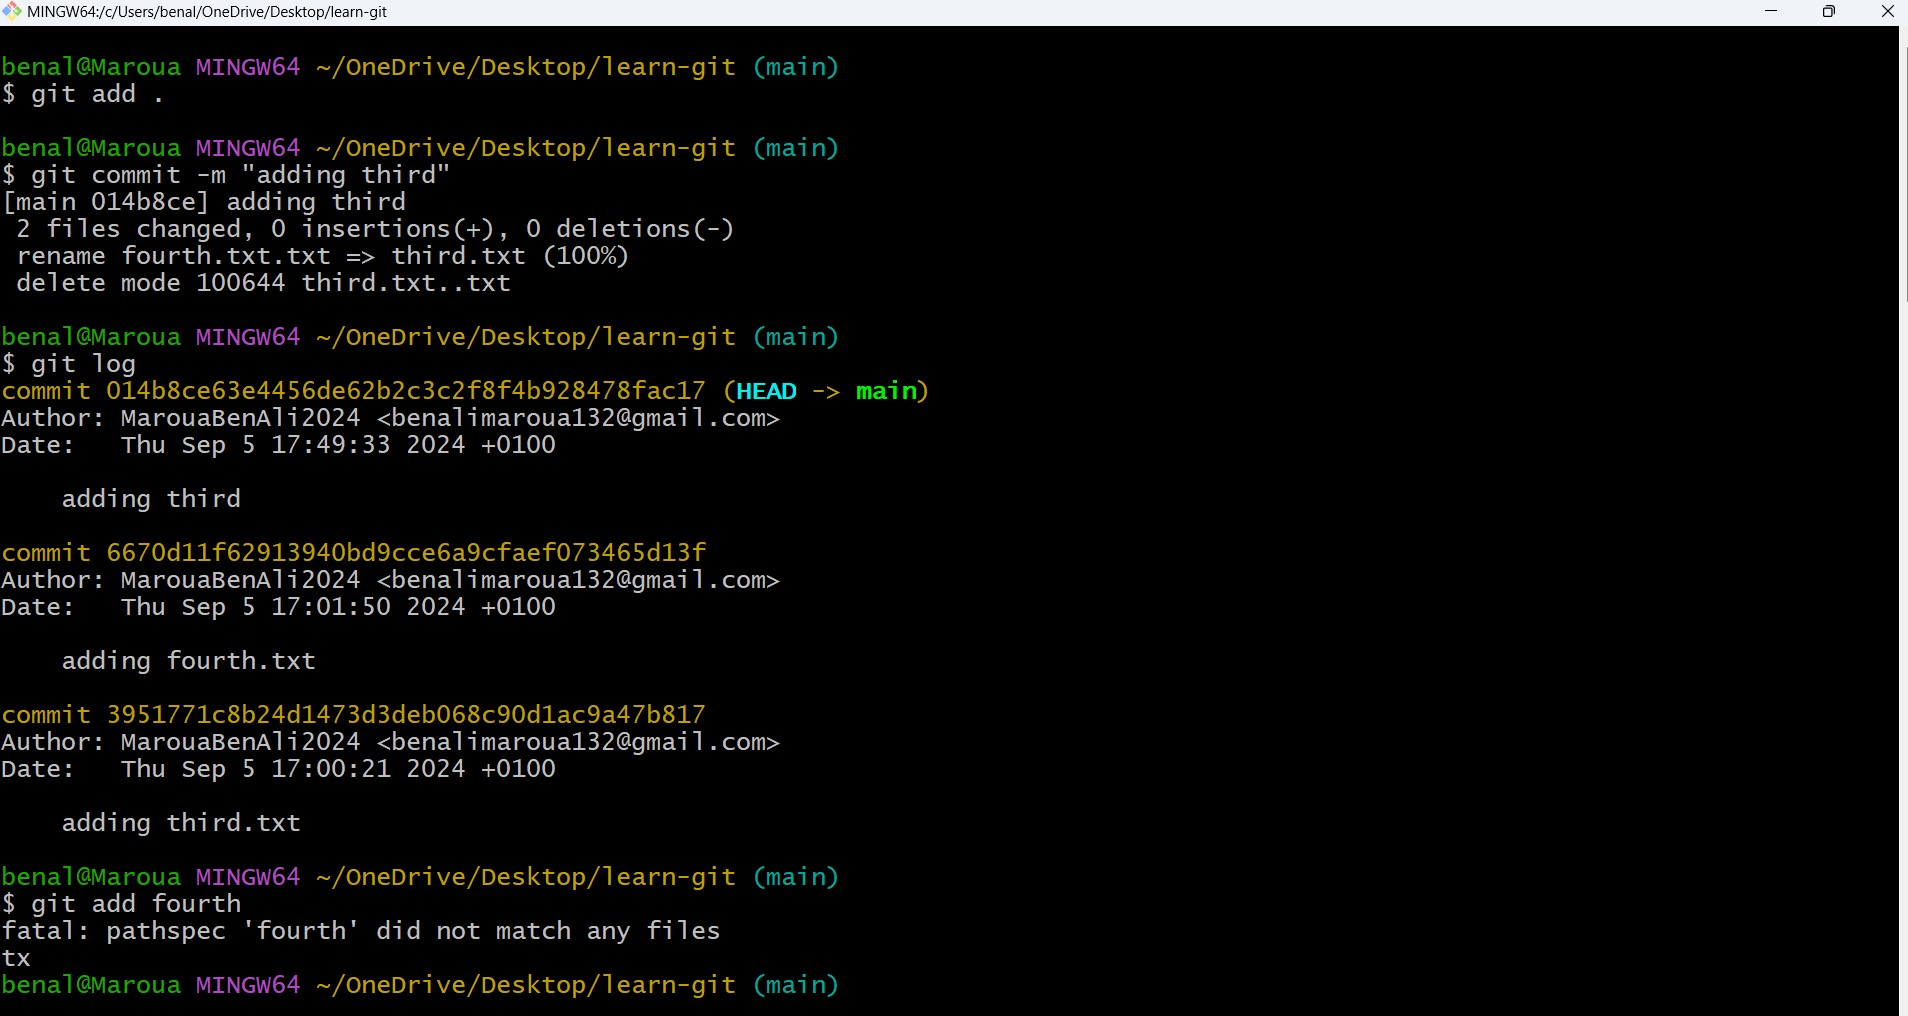 MINGW64:/c/Users/benal/OneDrive/Desktop/learn-git
benal@Maroua MINGW64 ~/OneDrive/Desktop/learn-git (main)
$ git add .
benal@Maroua MINGW64 ~/OneDrive/Desktop/learn-git (main)
$ git commit -m "adding third"
[main 014b8ce] adding third
 2 files changed, 0 insertions(+), 0 deletions(-)
 rename fourth.txt.txt => third.txt (100%)
 delete mode 100644 third.txt..txt
benal@Maroua MINGW64 ~/OneDrive/Desktop/learn-git (main)
$ git log
commit 014b8ce63e4456de62b2c3c2f8f4b928478fac17 (HEAD -> main)
Author: MarouaBenAli2024 <benalimaroua132@gmail.com>
Date:   Thu Sep 5 17:49:33 2024 +0100
    adding third
commit 6670d11f62913940bd9cce6a9cfaef073465d13f
Author: MarouaBenAli2024 <benalimaroua132@gmail.com>
Date:   Thu Sep 5 17:01:50 2024 +0100
    adding fourth.txt
commit 3951771c8b24d1473d3deb068c90d1ac9a47b817
Author: MarouaBenAli2024 <benalimaroua132@gmail.com>
Date:   Thu Sep 5 17:00:21 2024 +0100
    adding third.txt
benal@Maroua MINGW64 ~/OneDrive/Desktop/learn-git (main)
$ git add fourth
fatal: pathspec 'fourth' did not match any files
tx
benal@Maroua MINGW64 ~/OneDrive/Desktop/learn-git (main)